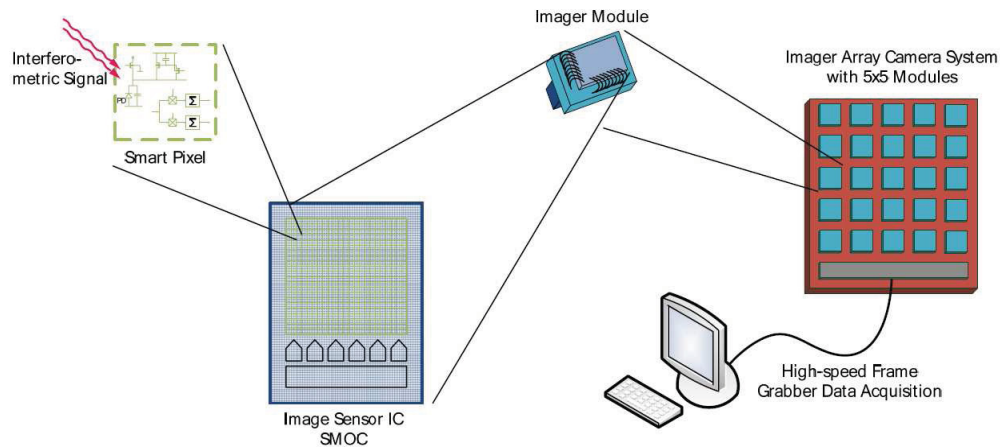 Interfero-
metric Signal
PD
Σ
Σ
Smart Pixel
Imager Module
Imager Array Camera System
with 5x5 Modules
Image Sensor IC
SMOC
High-speed Frame
Grabber Data Acquisition